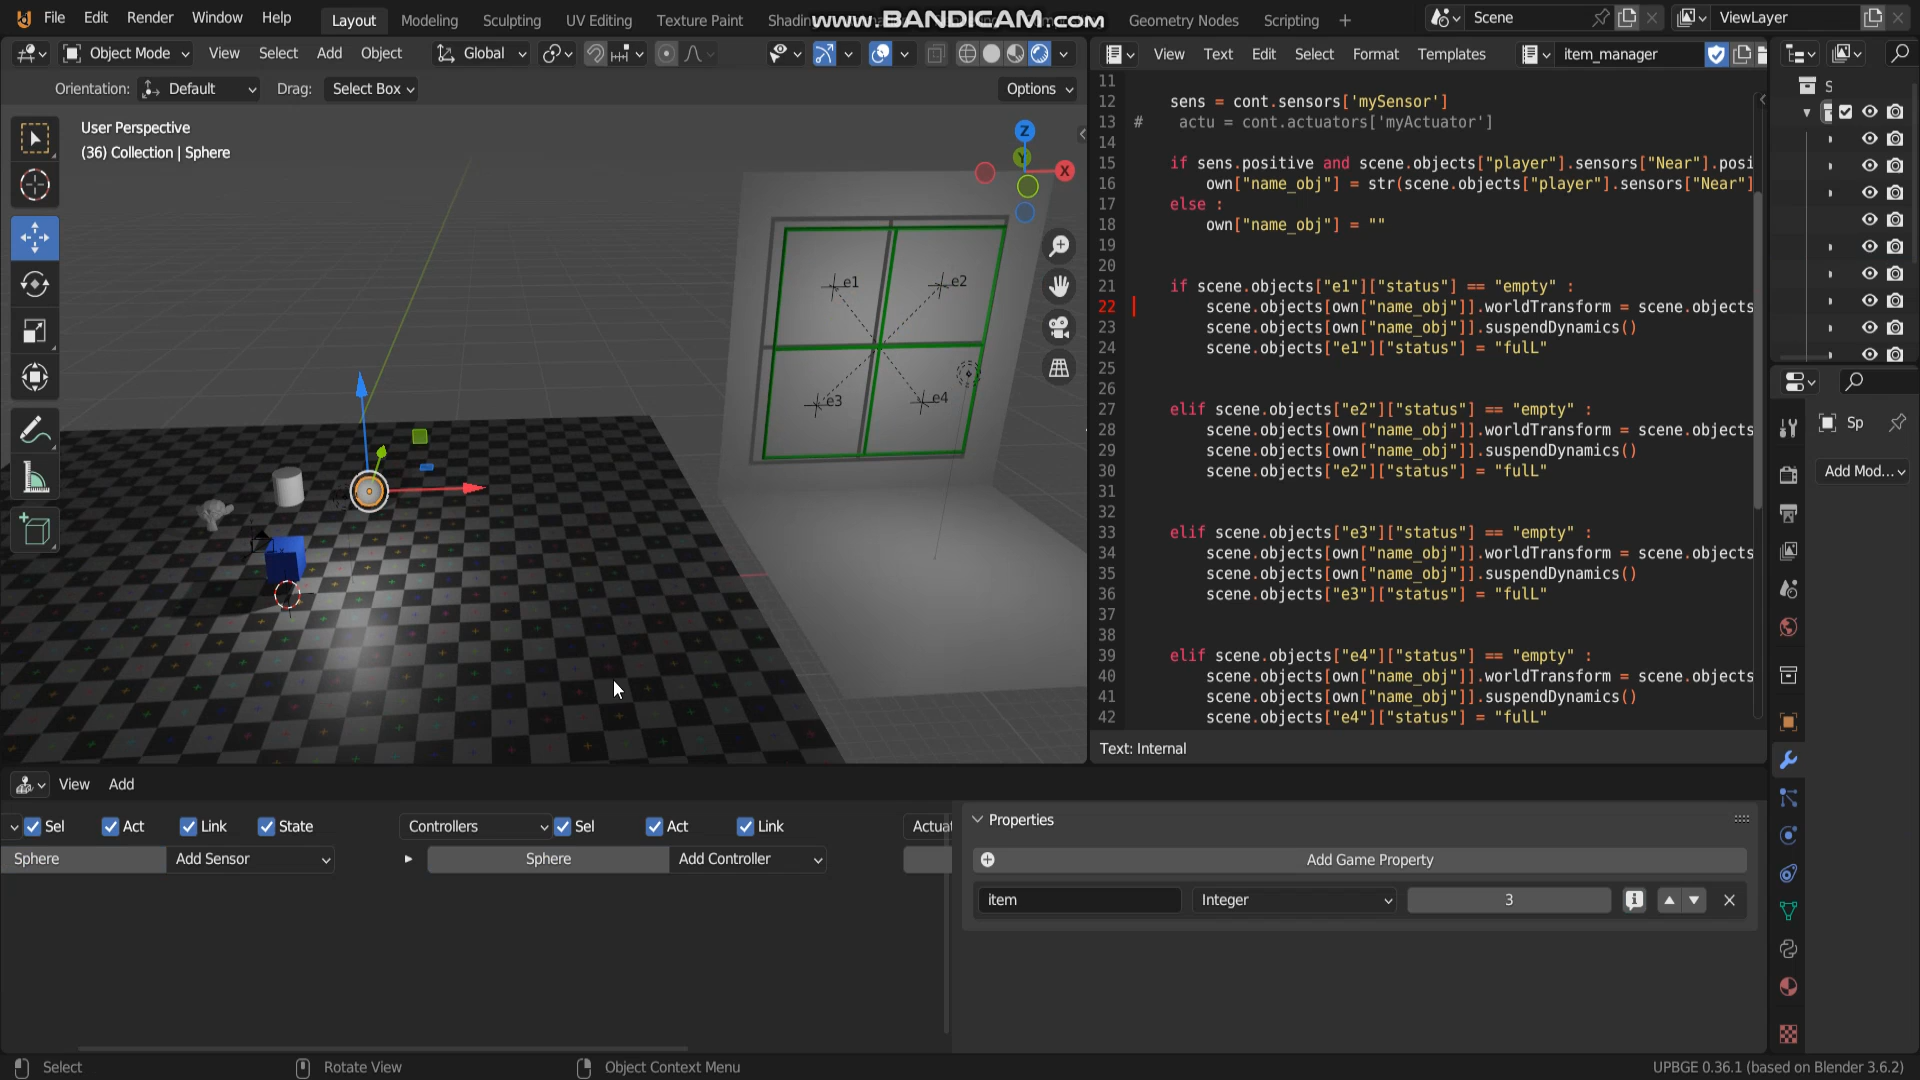 File Edit Render Window Help Layout Modeling Sculpting UV Editing Texture Paint Shadin www.BANDICAM.com Geometry Nodes Scripting + Scene ViewLayer
Object Mode View Select Add Object Global
View Text Edit Select Format Templates item_manager
Orientation: Default Drag: Select Box Options
User Perspective
(36) Collection | Sphere
Z
Y
X
e1
e2
e3
e4
11
12 sens = cont.sensors['mySensor']
13 # actu = cont.actuators['myActuator']
14
15 if sens.positive and scene.objects["player"].sensors["Near"].posi
16 own["name_obj"] = str(scene.objects["player"].sensors["Near"]
17 else :
18 own["name_obj"] = ""
19
20
21 if scene.objects["e1"]["status"] == "empty" :
22 scene.objects[own["name_obj"]].worldTransform = scene.objects
23 scene.objects[own["name_obj"]].suspendDynamics()
24 scene.objects["e1"]["status"] = "fulL"
25
26
27 elif scene.objects["e2"]["status"] == "empty" :
28 scene.objects[own["name_obj"]].worldTransform = scene.objects
29 scene.objects[own["name_obj"]].suspendDynamics()
30 scene.objects["e2"]["status"] = "fulL"
31
32
33 elif scene.objects["e3"]["status"] == "empty" :
34 scene.objects[own["name_obj"]].worldTransform = scene.objects
35 scene.objects[own["name_obj"]].suspendDynamics()
36 scene.objects["e3"]["status"] = "fulL"
37
38
39 elif scene.objects["e4"]["status"] == "empty" :
40 scene.objects[own["name_obj"]].worldTransform = scene.objects
41 scene.objects[own["name_obj"]].suspendDynamics()
42 scene.objects["e4"]["status"] = "fulL"
Text: Internal
S
Sp
Add Mod...
View Add
Sel Act Link State Controllers Sel Act Link Actuat
Sphere Add Sensor Sphere Add Controller
Properties
Add Game Property
item Integer 3
Select Rotate View Object Context Menu UPBGE 0.36.1 (based on Blender 3.6.2)